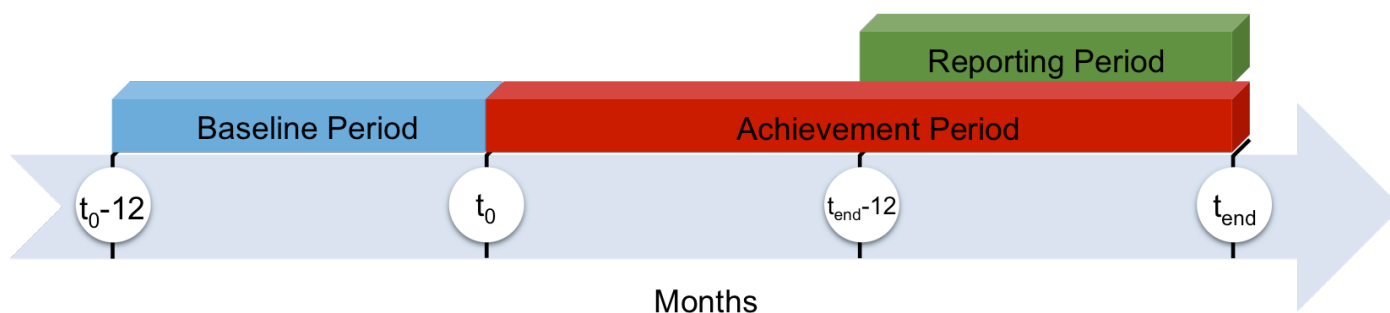 Reporting Period
Baseline Period
Achievement Period
t₀-12
t₀
tₑₙd-12
tₑₙd
Months